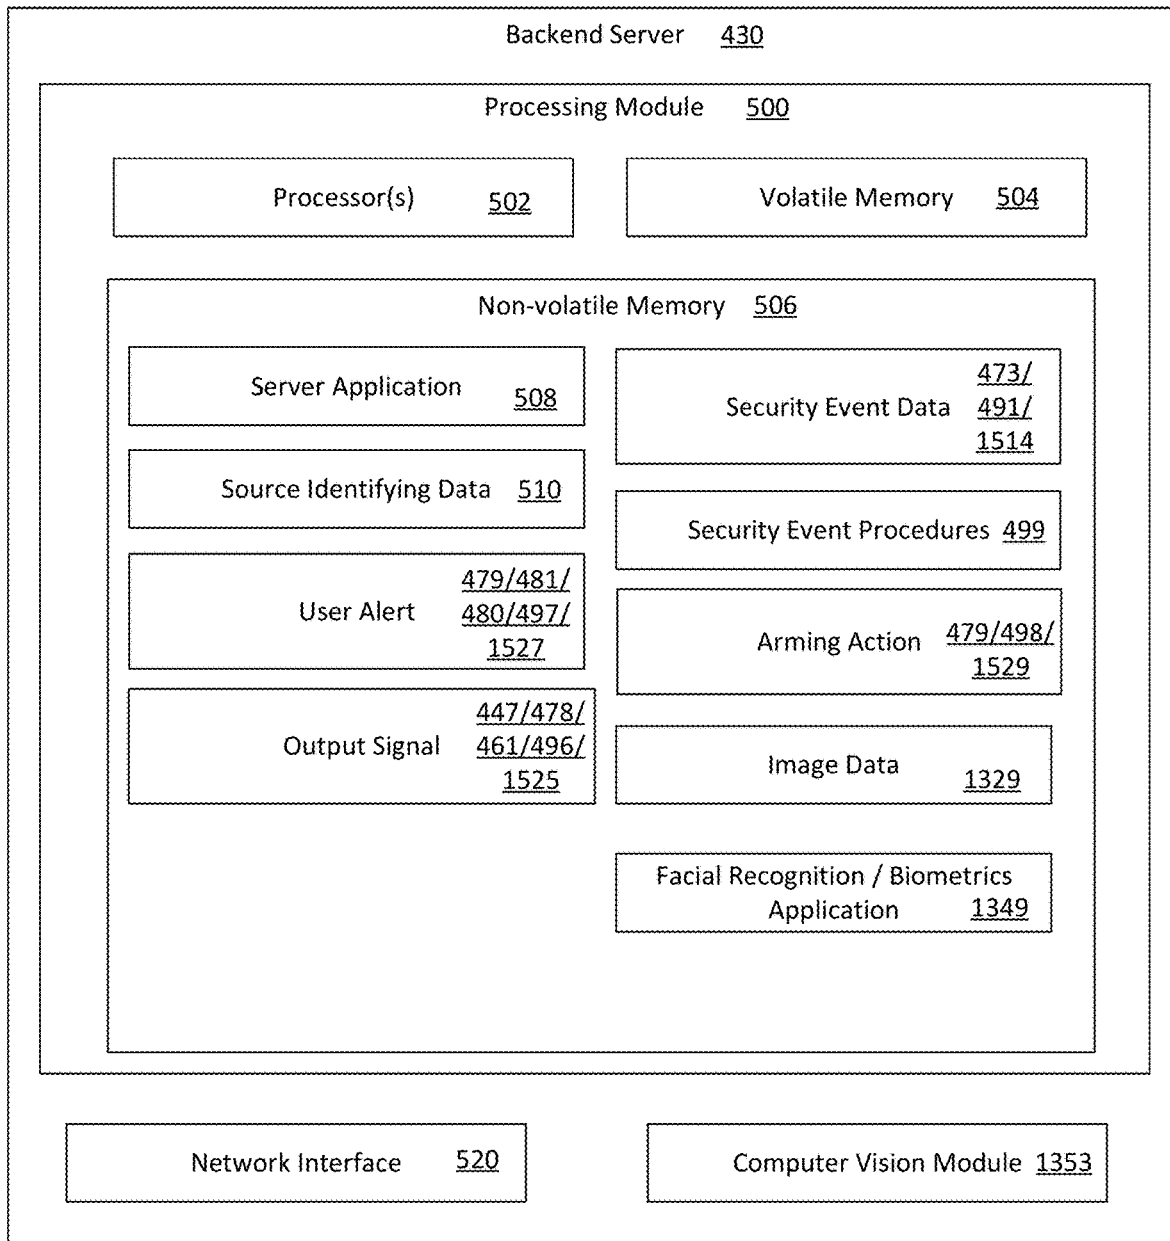 Backend Server 430
Processing Module 500
Processor(s) 502
Volatile Memory 504
Non-volatile Memory 506
Server Application 508
Source Identifying Data 510
User Alert 479/481/
480/497/
1527
Output Signal 447/478/
461/496/
1525
Security Event Data 473/
491/
1514
Security Event Procedures 499
Arming Action 479/498/
1529
Image Data 1329
Facial Recognition / Biometrics
Application 1349
Network Interface 520
Computer Vision Module 1353